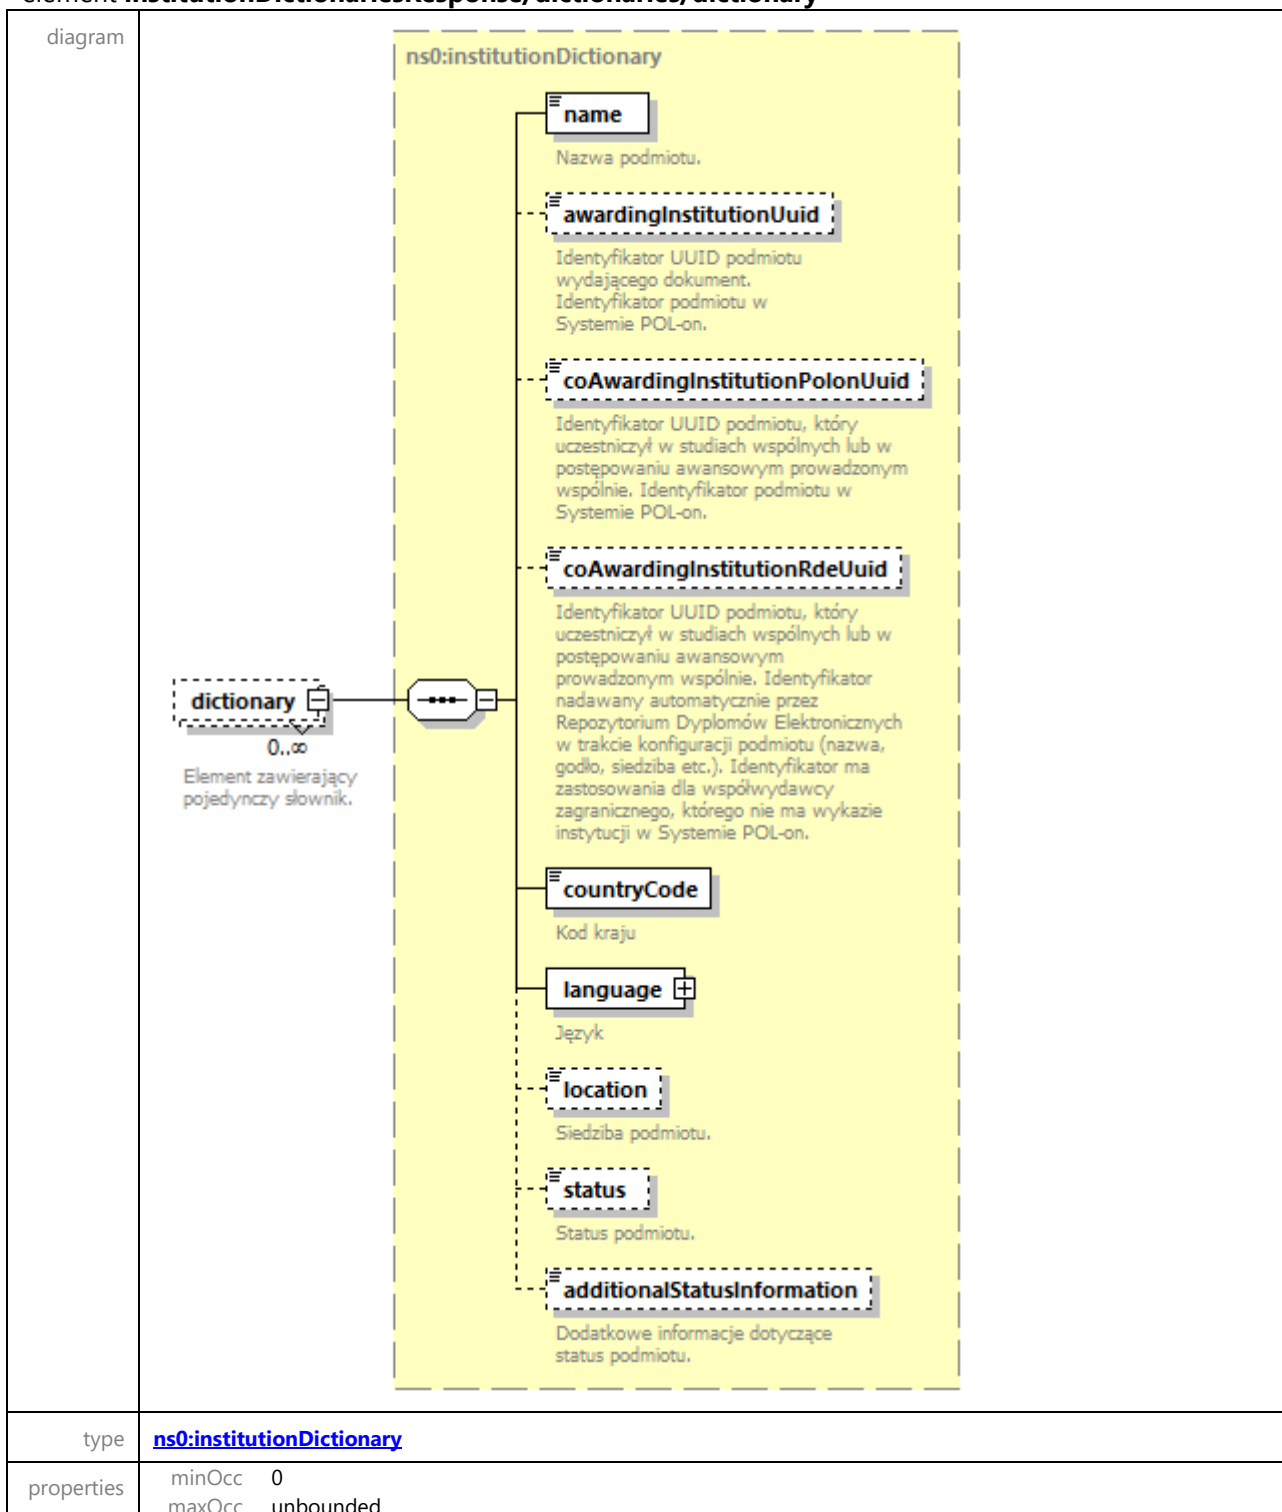 element institutionDictionariesResponse/dictionaries/dictionary
diagram
ns0:institutionDictionary
name
Nazwa podmiotu.
awardingInstitutionUuid
Identyfikator UUID podmiotu
wydającego dokument.
Identyfikator podmiotu w
Systemie POL-on.
coAwardingInstitutionPolonUuid
Identyfikator UUID podmiotu, który
uczestniczył w studiach wspólnych lub w
postępowaniu awansowym prowadzonym
wspólnie. Identyfikator podmiotu w
Systemie POL-on.
coAwardingInstitutionRdeUuid
Identyfikator UUID podmiotu, który
uczestniczył w studiach wspólnych lub w
postępowaniu awansowym
prowadzonym wspólnie. Identyfikator
nadawany automatycznie przez
Repozytorium Dyplomów Elektronicznych
w trakcie konfiguracji podmiotu (nazwa,
godło, siedziba etc.). Identyfikator ma
zastosowania dla współwydawcy
zagranicznego, którego nie ma wykazie
instytucji w Systemie POL-on.
dictionary
0..∞
Element zawierający
pojedynczy słownik.
countryCode
Kod kraju
language
Język
location
Siedziba podmiotu.
status
Status podmiotu.
additionalStatusInformation
Dodatkowe informacje dotyczące
status podmiotu.
type ns0:institutionDictionary
properties
minOcc 0
maxOcc unbounded